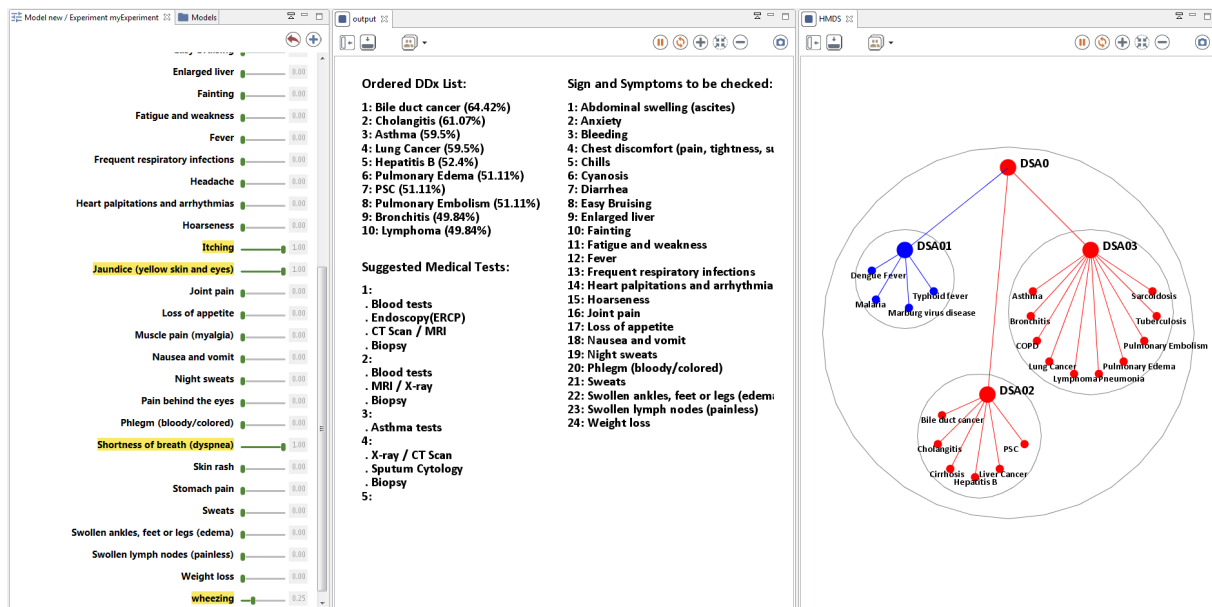 Model new / Experiment myExperiment
Models
Easy Bruising
Enlarged liver 0.00
Fainting 0.00
Fatigue and weakness 0.00
Fever 0.00
Frequent respiratory infections 0.00
Headache 0.00
Heart palpitations and arrhythmias 0.00
Hoarseness 0.00
Itching 1.00
Jaundice (yellow skin and eyes) 1.00
Joint pain 0.00
Loss of appetite 0.00
Muscle pain (myalgia) 0.00
Nausea and vomit 0.00
Night sweats 0.00
Pain behind the eyes 0.00
Phlegm (bloody/colored) 0.00
Shortness of breath (dyspnea) 1.00
Skin rash 0.00
Stomach pain 0.00
Sweats 0.00
Swollen ankles, feet or legs (edema) 0.00
Swollen lymph nodes (painless) 0.00
Weight loss 0.00
wheezing 0.25
output
Ordered DDx List:
1: Bile duct cancer (64.42%)
2: Cholangitis (61.07%)
3: Asthma (59.5%)
4: Lung Cancer (59.5%)
5: Hepatitis B (52.4%)
6: Pulmonary Edema (51.11%)
7: PSC (51.11%)
8: Pulmonary Embolism (51.11%)
9: Bronchitis (49.84%)
10: Lymphoma (49.84%)
Suggested Medical Tests:
1:
. Blood tests
. Endoscopy(ERCP)
. CT Scan / MRI
. Biopsy
2:
. Blood tests
. MRI / X-ray
. Biopsy
3:
. Asthma tests
4:
. X-ray / CT Scan
. Sputum Cytology
. Biopsy
5:
Sign and Symptoms to be checked:
1: Abdominal swelling (ascites)
2: Anxiety
3: Bleeding
4: Chest discomfort (pain, tightness, su
5: Chills
6: Cyanosis
7: Diarrhea
8: Easy Bruising
9: Enlarged liver
10: Fainting
11: Fatigue and weakness
12: Fever
13: Frequent respiratory infections
14: Heart palpitations and arrhythmia
15: Hoarseness
16: Joint pain
17: Loss of appetite
18: Nausea and vomit
19: Night sweats
20: Phlegm (bloody/colored)
21: Sweats
22: Swollen ankles, feet or legs (edema
23: Swollen lymph nodes (painless)
24: Weight loss
HMDS
DSA0
DSA01
Dengue Fever
Typhoid fever
Malaria
Marburg virus disease
DSA03
Asthma
Sarcoidosis
Bronchitis
Tuberculosis
COPD
Pulmonary Embolism
Lung Cancer
Pulmonary Edema
Lymphoma
Pneumonia
DSA02
Bile duct cancer
Cholangitis
PSC
Cirrhosis
Liver Cancer
Hepatitis B